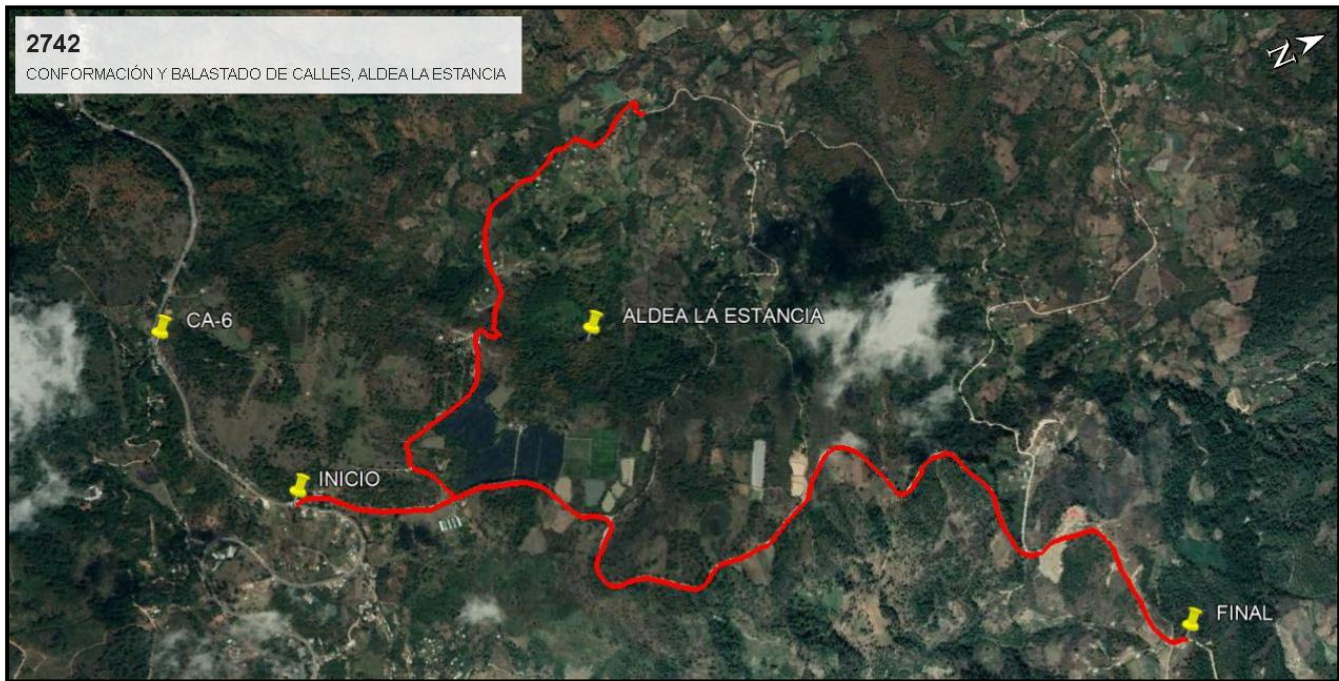 2742
CONFORMACIÓN Y BALASTADO DE CALLES, ALDEA LA ESTANCIA
N
CA-6
ALDEA LA ESTANCIA
INICIO
FINAL